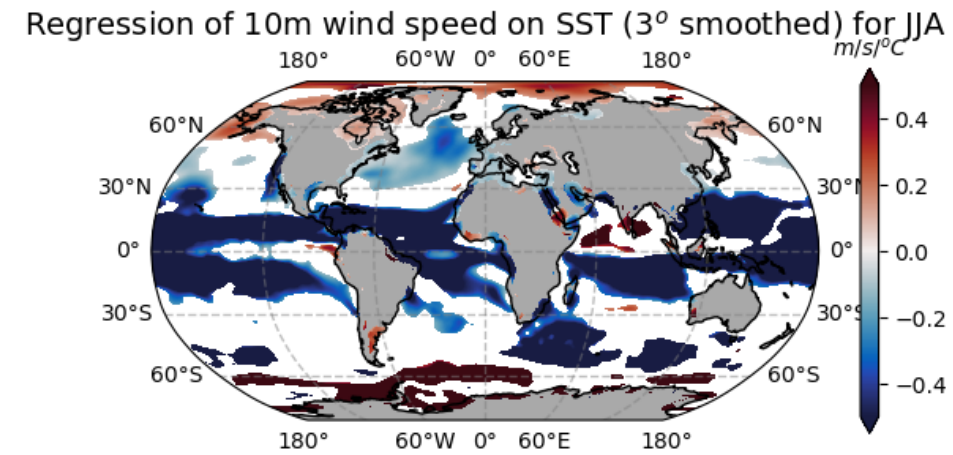 Regression of 10m wind speed on SST (3° smoothed) for JJA
m/s/°C
180° 60°W 0° 60°E 180°
60°N 60°N
30°N 30°N
0° 0°
30°S 30°S
60°S 60°S
180° 60°W 0° 60°E 180°
0.4
0.2
0.0
−0.2
−0.4